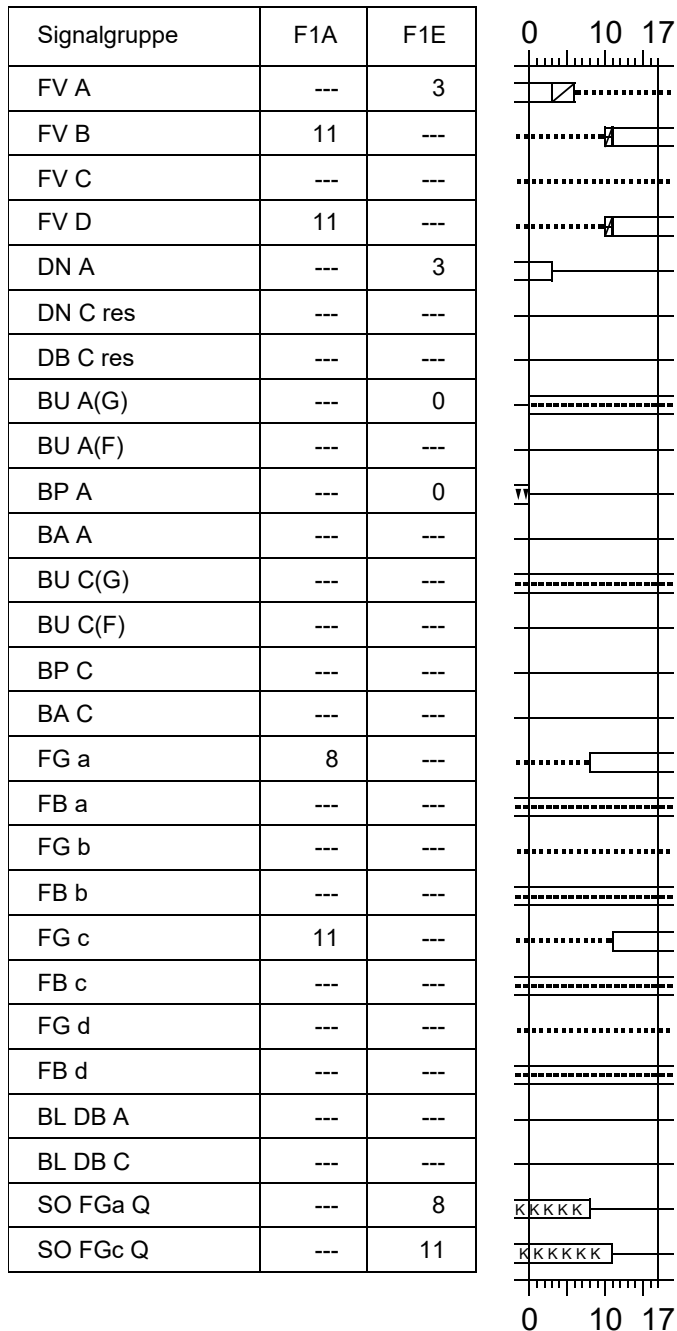 Signalgruppe F1A F1E 0 10 17
FV A --- 3
FV B 11 ---
FV C --- ---
FV D 11 ---
DN A --- 3
DN C res --- ---
DB C res --- ---
BU A(G) --- 0
BU A(F) --- ---
BP A --- 0
BA A --- ---
BU C(G) --- ---
BU C(F) --- ---
BP C --- ---
BA C --- ---
FG a 8 ---
FB a --- ---
FG b --- ---
FB b --- ---
FG c 11 ---
FB c --- ---
FG d --- ---
FB d --- ---
BL DB A --- ---
BL DB C --- ---
SO FGa Q --- 8 K K K K K
SO FGc Q --- 11 K K K K K K
0 10 17